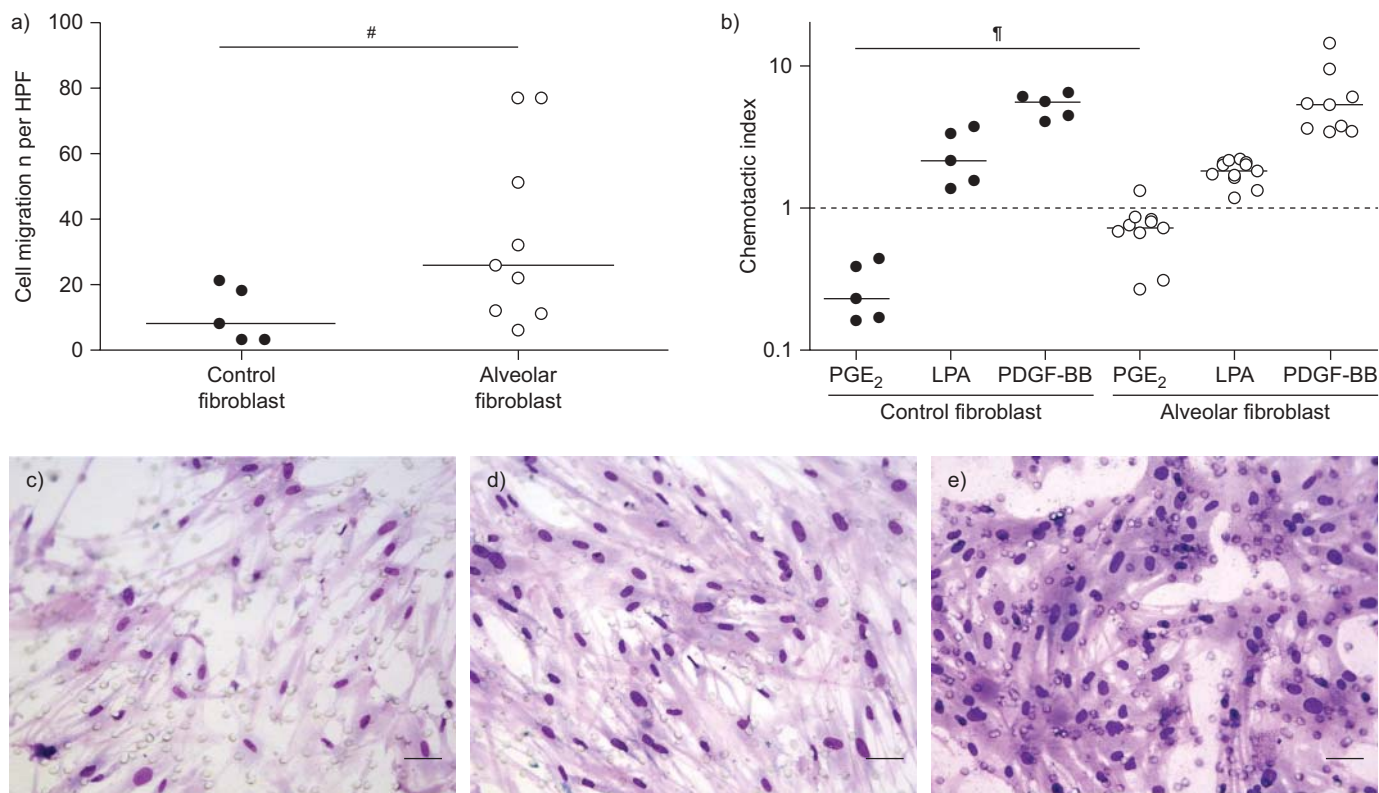 a)
100
80
60
40
20
0
Cell migration n per HPF
#
Control
fibroblast
Alveolar
fibroblast
b)
10
1
0.1
Chemotactic index
¶
PGE₂ LPA PDGF-BB PGE₂ LPA PDGF-BB
Control fibroblast Alveolar fibroblast
c)
d)
e)